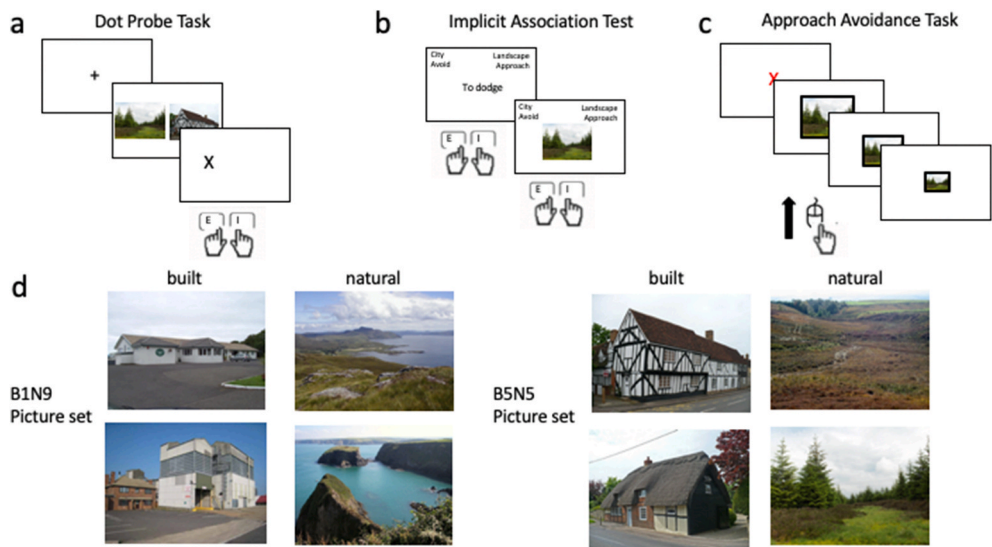 a
Dot Probe Task
+
X
E I
b
Implicit Association Test
City Landscape
Avoid Approach
To dodge
E I
City Landscape
Avoid Approach
E I
c
Approach Avoidance Task
X
d
built natural
B1N9
Picture set
built natural
B5N5
Picture set